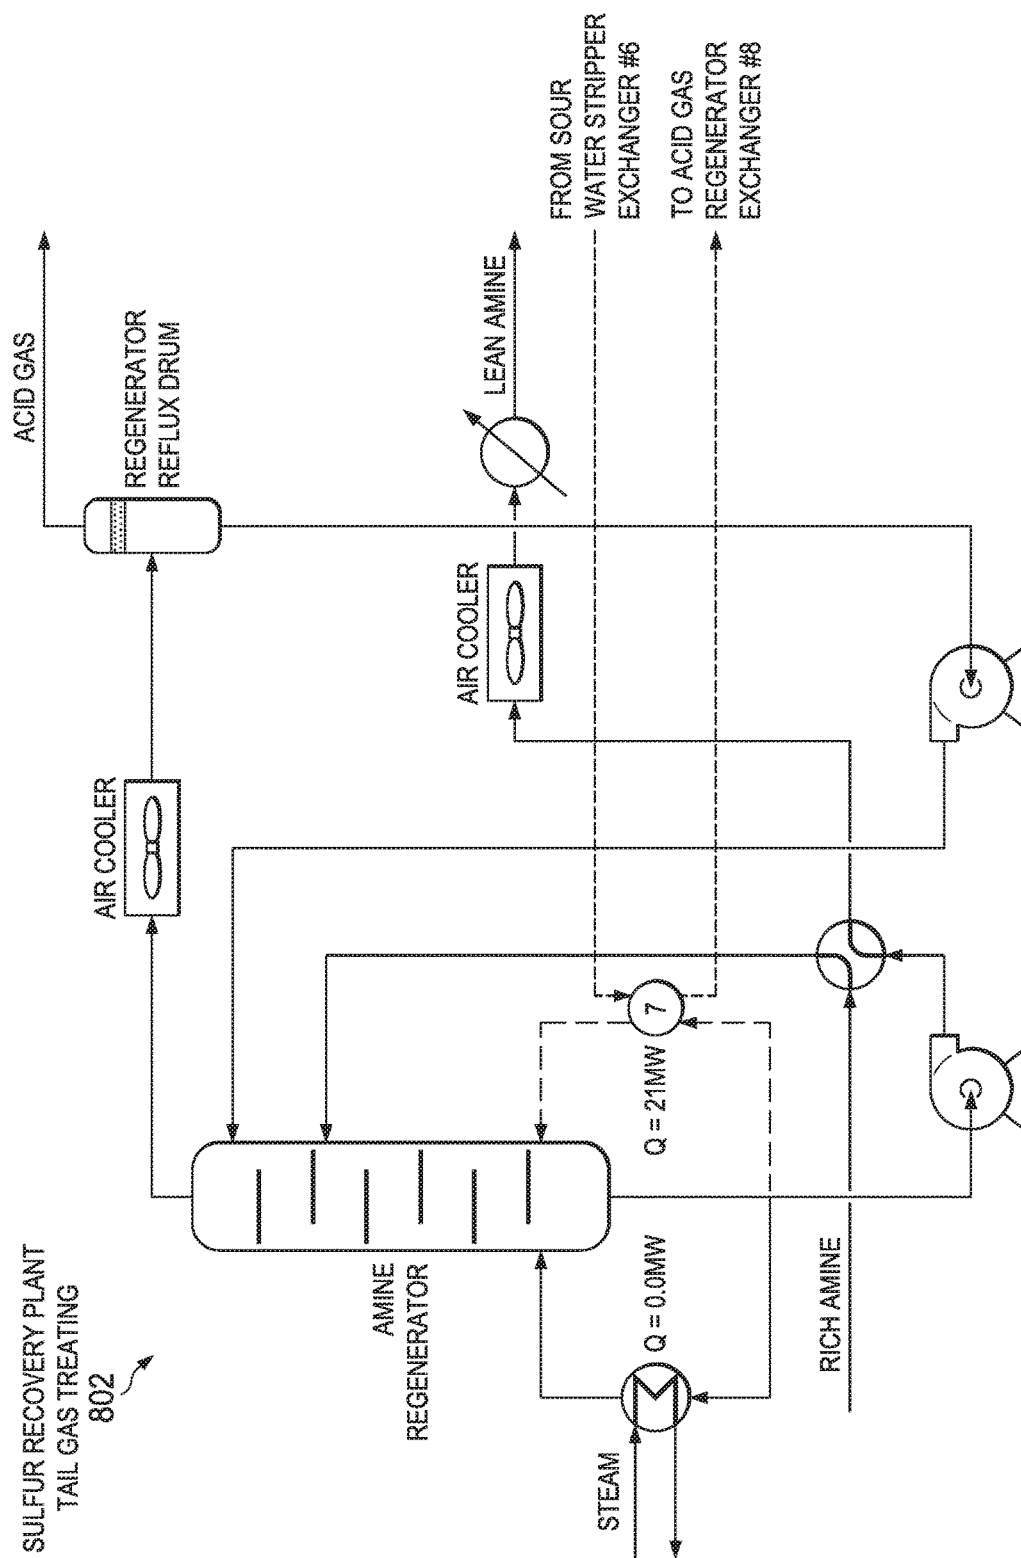 SULFUR RECOVERY PLANT
TAIL GAS TREATING
802
ACID GAS
REGENERATOR
REFLUX DRUM
AIR COOLER
AIR COOLER
LEAN AMINE
FROM SOUR
WATER STRIPPER
EXCHANGER #6
TO ACID GAS
REGENERATOR
EXCHANGER #8
AMINE
REGENERATOR
7
Q = 21MW
Q = 0.0MW
STEAM
RICH AMINE